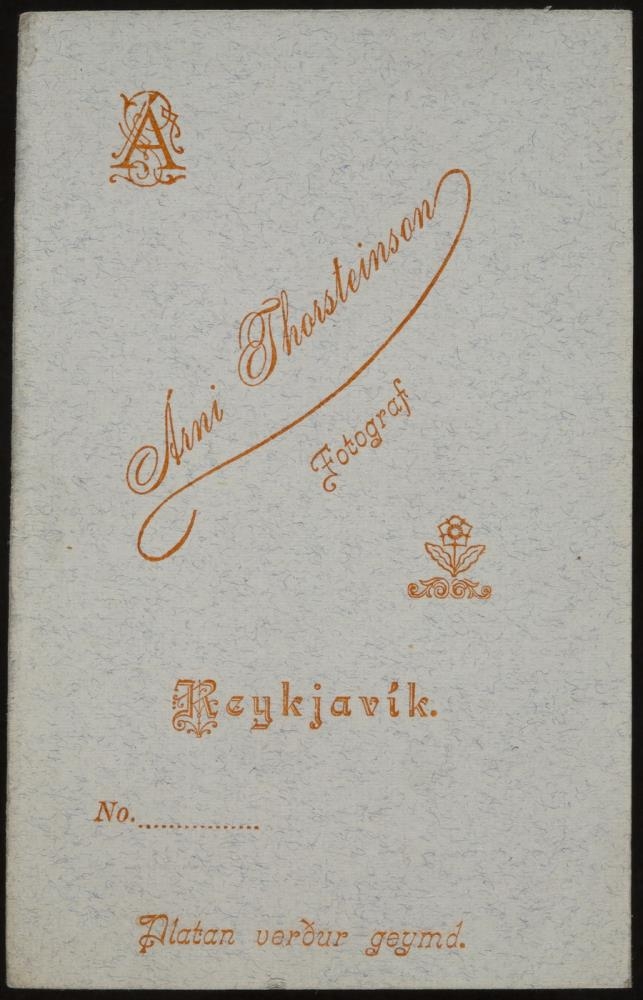 Árni Thorsteinson
Fotograf
Reykjavík.
No.
Platan verður geymd.